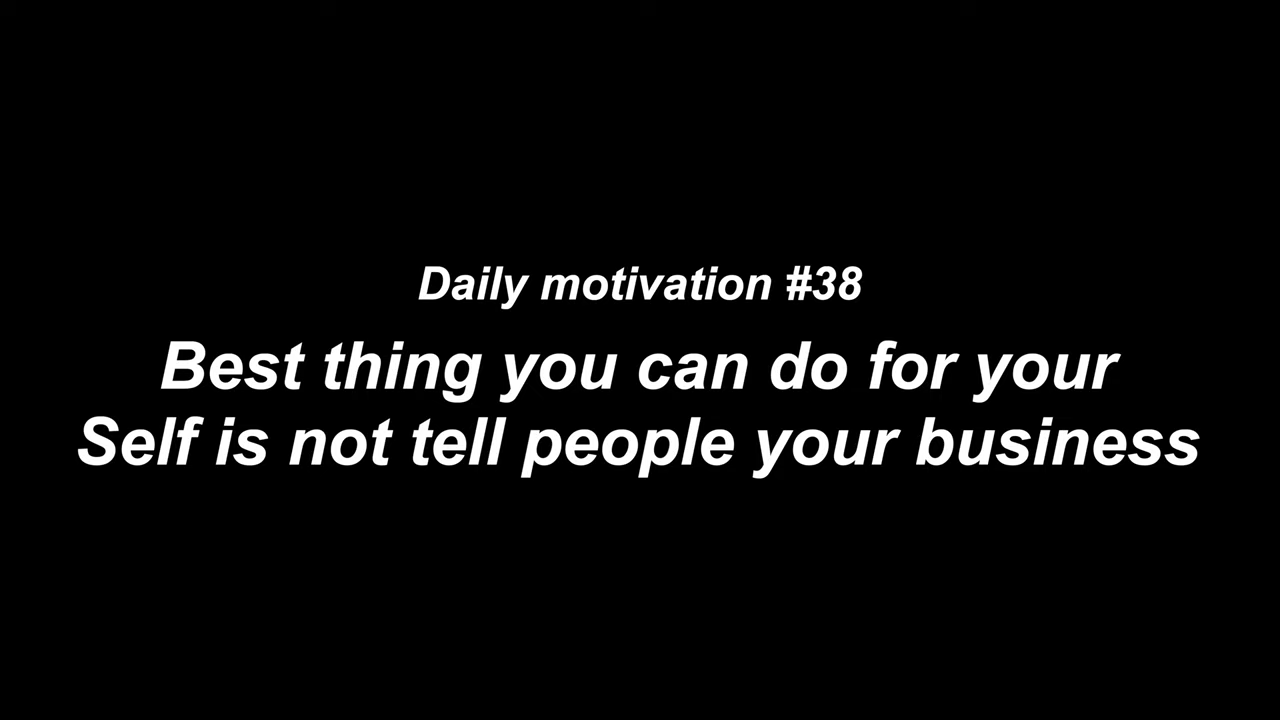 Daily motivation #38
Best thing you can do for your
Self is not tell people your business